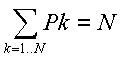 ∑ Pk = N
k=1..N